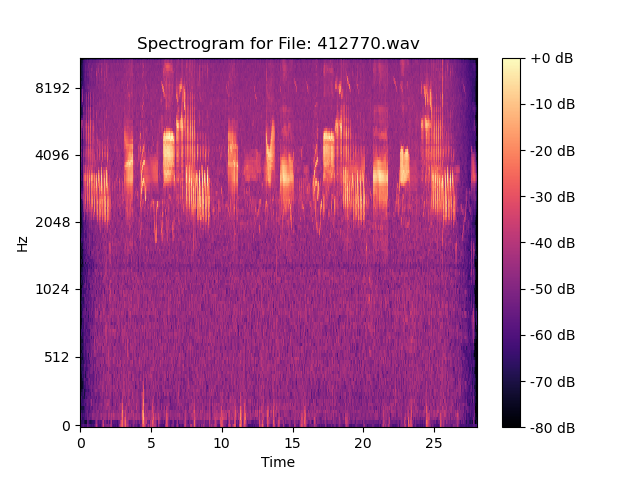 Spectrogram for File: 412770.wav
8192
4096
2048
1024
512
0
Hz
0 5 10 15 20 25
Time
+0 dB
-10 dB
-20 dB
-30 dB
-40 dB
-50 dB
-60 dB
-70 dB
-80 dB